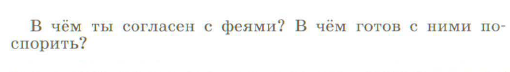 В чём ты согласен с феями? В чём готов с ними по-
спорить?